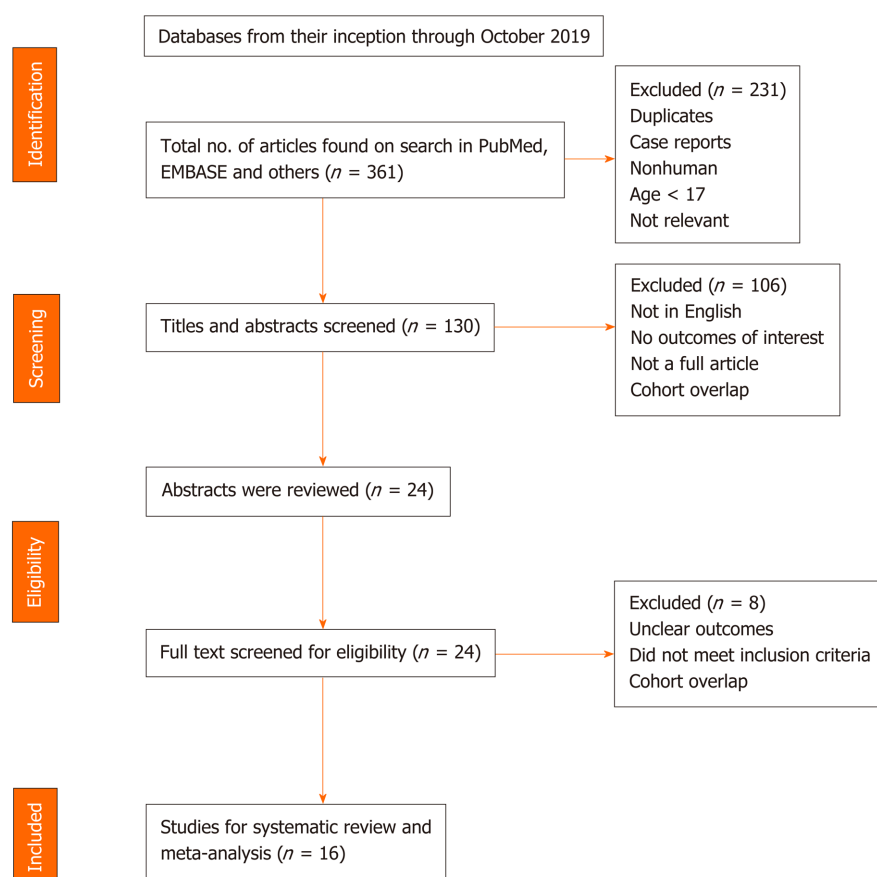 Databases from their inception through October 2019
Identification
Total no. of articles found on search in PubMed,
EMBASE and others (n = 361)
Excluded (n = 231)
Duplicates
Case reports
Nonhuman
Age < 17
Not relevant
Screening
Titles and abstracts screened (n = 130)
Excluded (n = 106)
Not in English
No outcomes of interest
Not a full article
Cohort overlap
Abstracts were reviewed (n = 24)
Eligibility
Full text screened for eligibility (n = 24)
Excluded (n = 8)
Unclear outcomes
Did not meet inclusion criteria
Cohort overlap
Included
Studies for systematic review and
meta-analysis (n = 16)